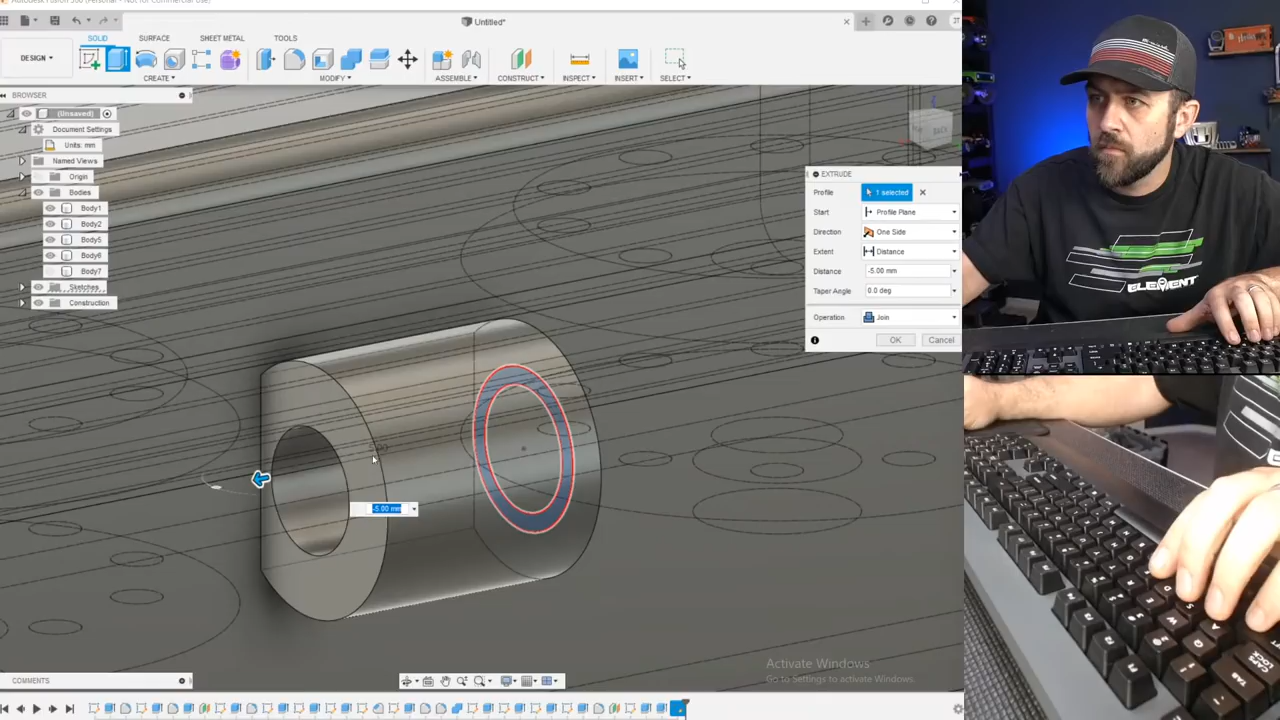 Autodesk Fusion 360 (Personal - Not for Commercial Use)
Untitled*
SOLID SURFACE SHEET METAL TOOLS
DESIGN
CREATE MODIFY ASSEMBLE CONSTRUCT INSPECT INSERT SELECT
BROWSER
(Unsaved)
Document Settings
Units: mm
Named Views
Origin
Bodies
Body1
Body2
Body5
Body6
Body7
Sketches
Construction
BACK
EXTRUDE
Profile 1 selected
Start Profile Plane
Direction One Side
Extent Distance
Distance -5.00 mm
Taper Angle 0.0 deg
Operation Join
OK Cancel
-5.00 mm
Activate Windows
Go to Settings to activate Windows.
COMMENTS
ELEMENT